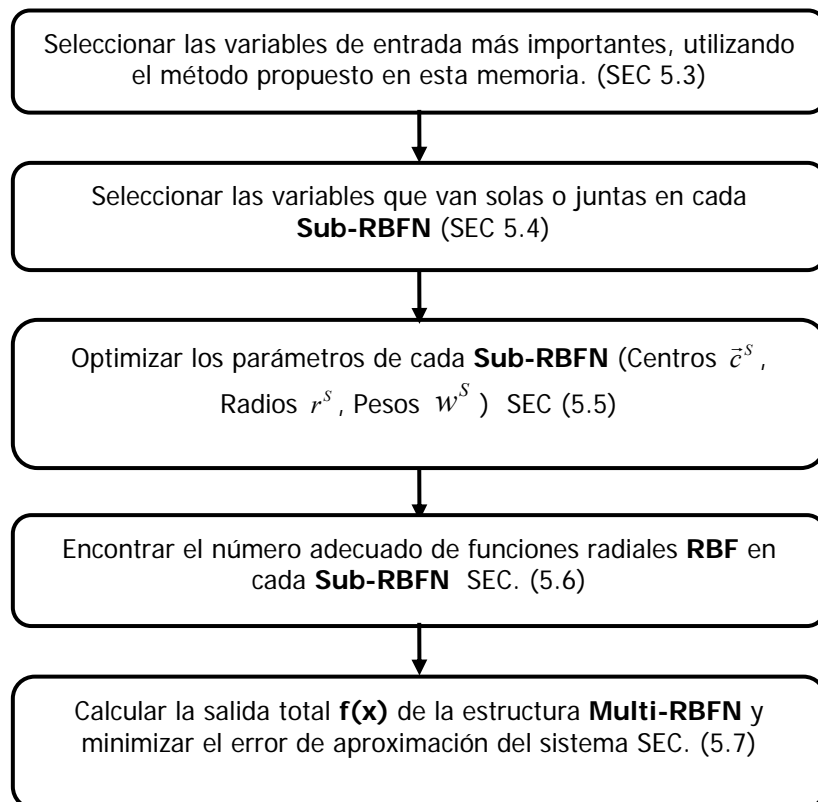 Seleccionar las variables de entrada más importantes, utilizando
el método propuesto en esta memoria. (SEC 5.3)
Seleccionar las variables que van solas o juntas en cada
Sub-RBFN (SEC 5.4)
Optimizar los parámetros de cada Sub-RBFN (Centros $\vec{c}^S$ ,
Radios $r^S$ , Pesos $w^S$ ) SEC (5.5)
Encontrar el número adecuado de funciones radiales RBF en
cada Sub-RBFN SEC. (5.6)
Calcular la salida total f(x) de la estructura Multi-RBFN y
minimizar el error de aproximación del sistema SEC. (5.7)